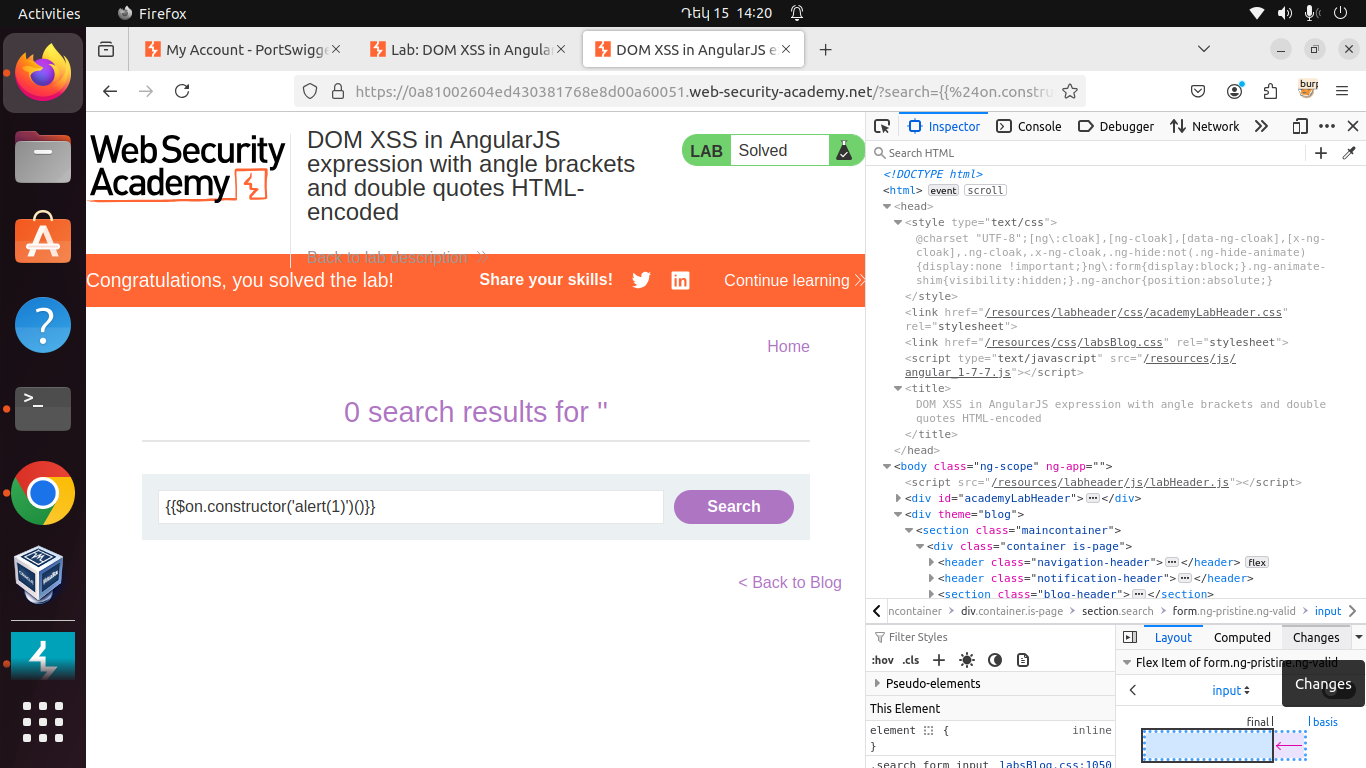 Activities
Firefox
Դեկ 15 14:20
My Account - PortSwigge
Lab: DOM XSS in Angular
DOM XSS in AngularJS e
https://0a81002604ed430381768e8d00a60051.web-security-academy.net/?search={{%24on.constru
Web Security
Academy
DOM XSS in AngularJS
expression with angle brackets
and double quotes HTML-
encoded
Back to lab description
LAB
Solved
Congratulations, you solved the lab!
Share your skills!
Continue learning
Home
0 search results for ''
{{$on.constructor('alert(1)')()}}
Search
< Back to Blog
Inspector
Console
Debugger
Network
Search HTML
<!DOCTYPE html>
<html> event scroll
<head>
<style type="text/css">
@charset "UTF-8";[ng\:cloak],[ng-cloak],[data-ng-cloak],[x-ng-
cloak],.ng-cloak,.x-ng-cloak,.ng-hide:not(.ng-hide-animate)
{display:none !important;}ng\:form{display:block;}.ng-animate-
shim{visibility:hidden;}.ng-anchor{position:absolute;}
</style>
<link href="/resources/labheader/css/academyLabHeader.css"
rel="stylesheet">
<link href="/resources/css/labsBlog.css" rel="stylesheet">
<script type="text/javascript" src="/resources/js/
angular_1-7-7.js"></script>
<title>
DOM XSS in AngularJS expression with angle brackets and double
quotes HTML-encoded
</title>
</head>
<body class="ng-scope" ng-app="">
<script src="/resources/labheader/js/labHeader.js"></script>
<div id="academyLabHeader">⋯</div>
<div theme="blog">
<section class="maincontainer">
<div class="container is-page">
<header class="navigation-header">⋯</header> flex
<header class="notification-header">⋯</header>
<section class="blog-header">⋯</section>
ncontainer > div.container.is-page > section.search > form.ng-pristine.ng-valid > input
Filter Styles
:hov .cls
Pseudo-elements
This Element
element { inline
}
.search form input labsBlog.css:1050
Layout
Computed
Changes
Flex Item of form.ng-pristine.ng-valid
input
Changes
final
basis